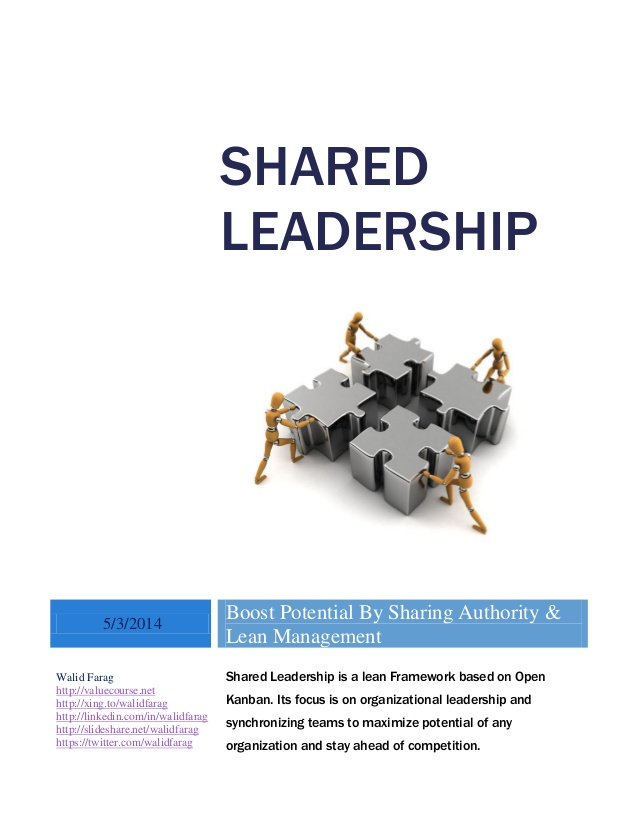 SHARED
LEADERSHIP
5/3/2014
Boost Potential By Sharing Authority &
Lean Management
Walid Farag
http://valuecourse.net
http://xing.to/walidfarag
http://linkedin.com/in/walidfarag
http://slideshare.net/walidfarag
https://twitter.com/walidfarag
Shared Leadership is a lean Framework based on Open
Kanban. Its focus is on organizational leadership and
synchronizing teams to maximize potential of any
organization and stay ahead of competition.